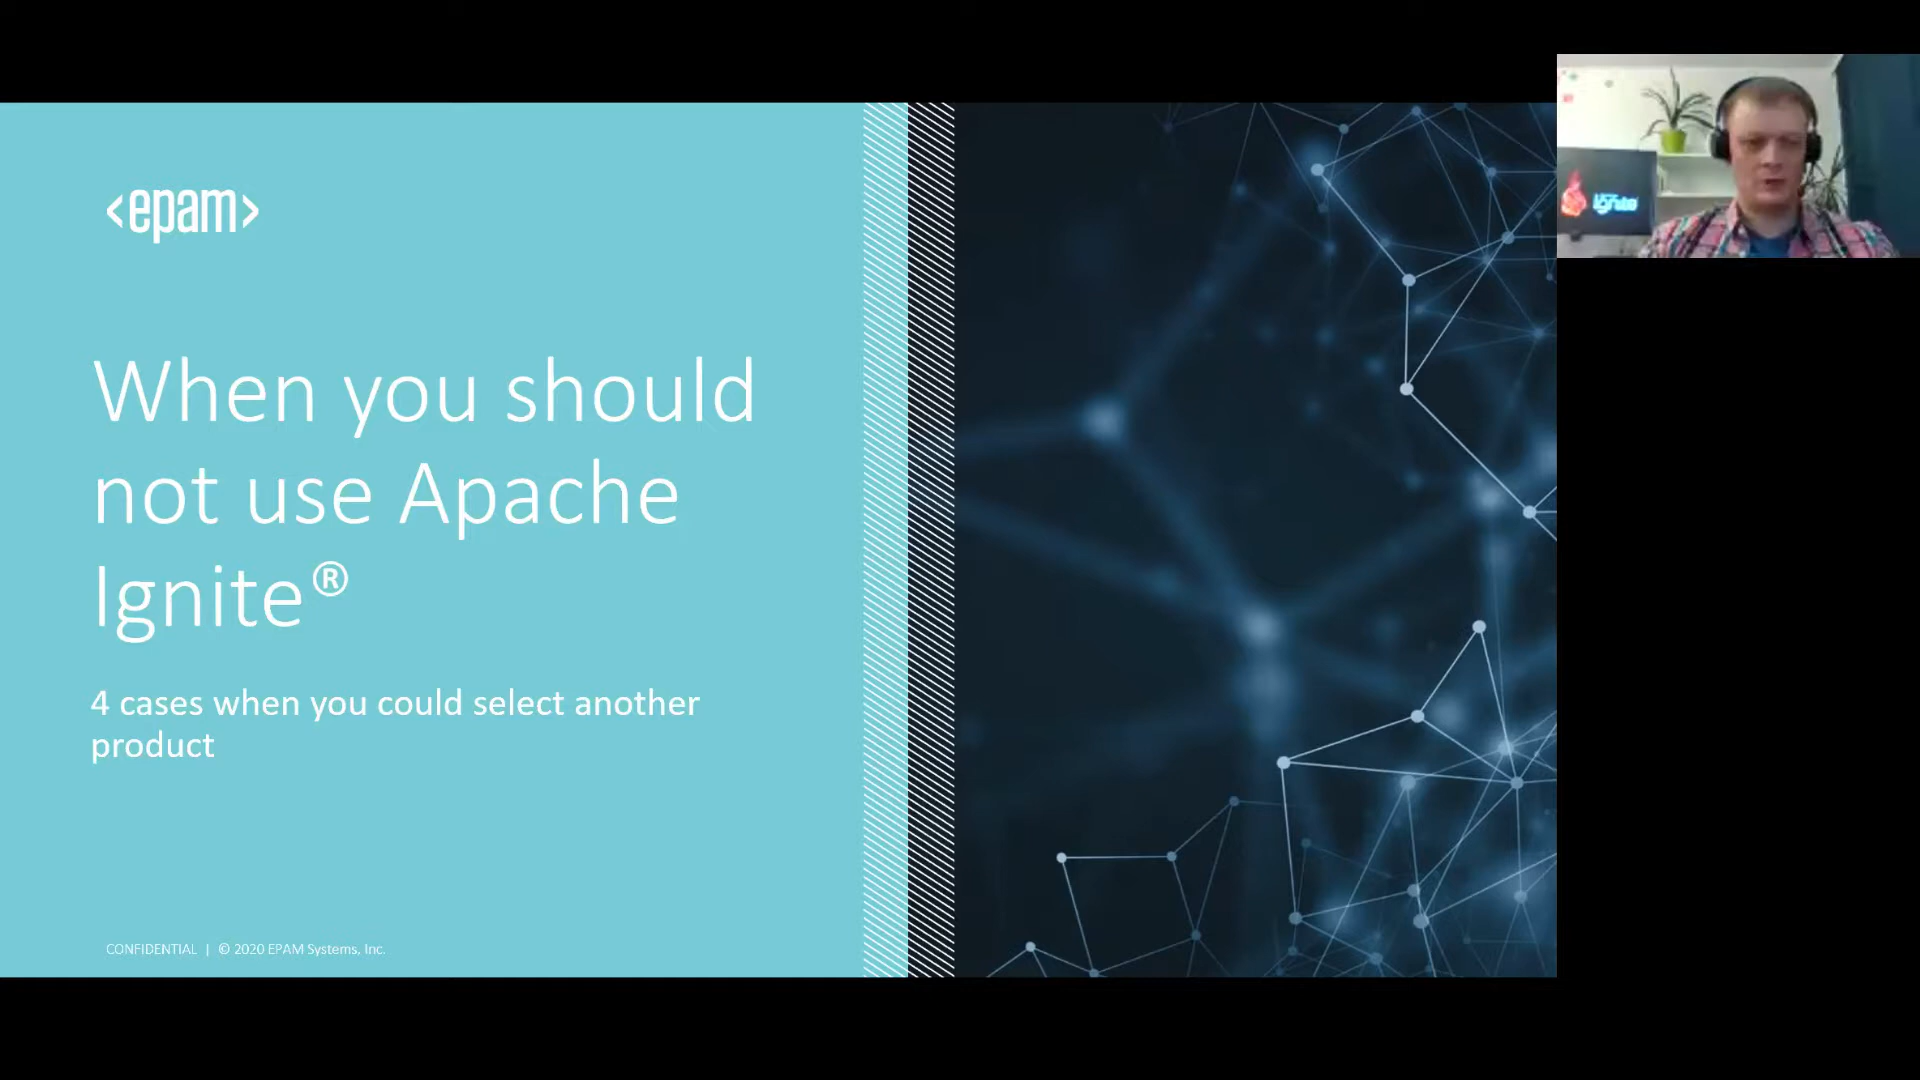 <epam>
When you should
not use Apache
Ignite®
4 cases when you could select another
product
CONFIDENTIAL | © 2020 EPAM Systems, Inc.
Ignite